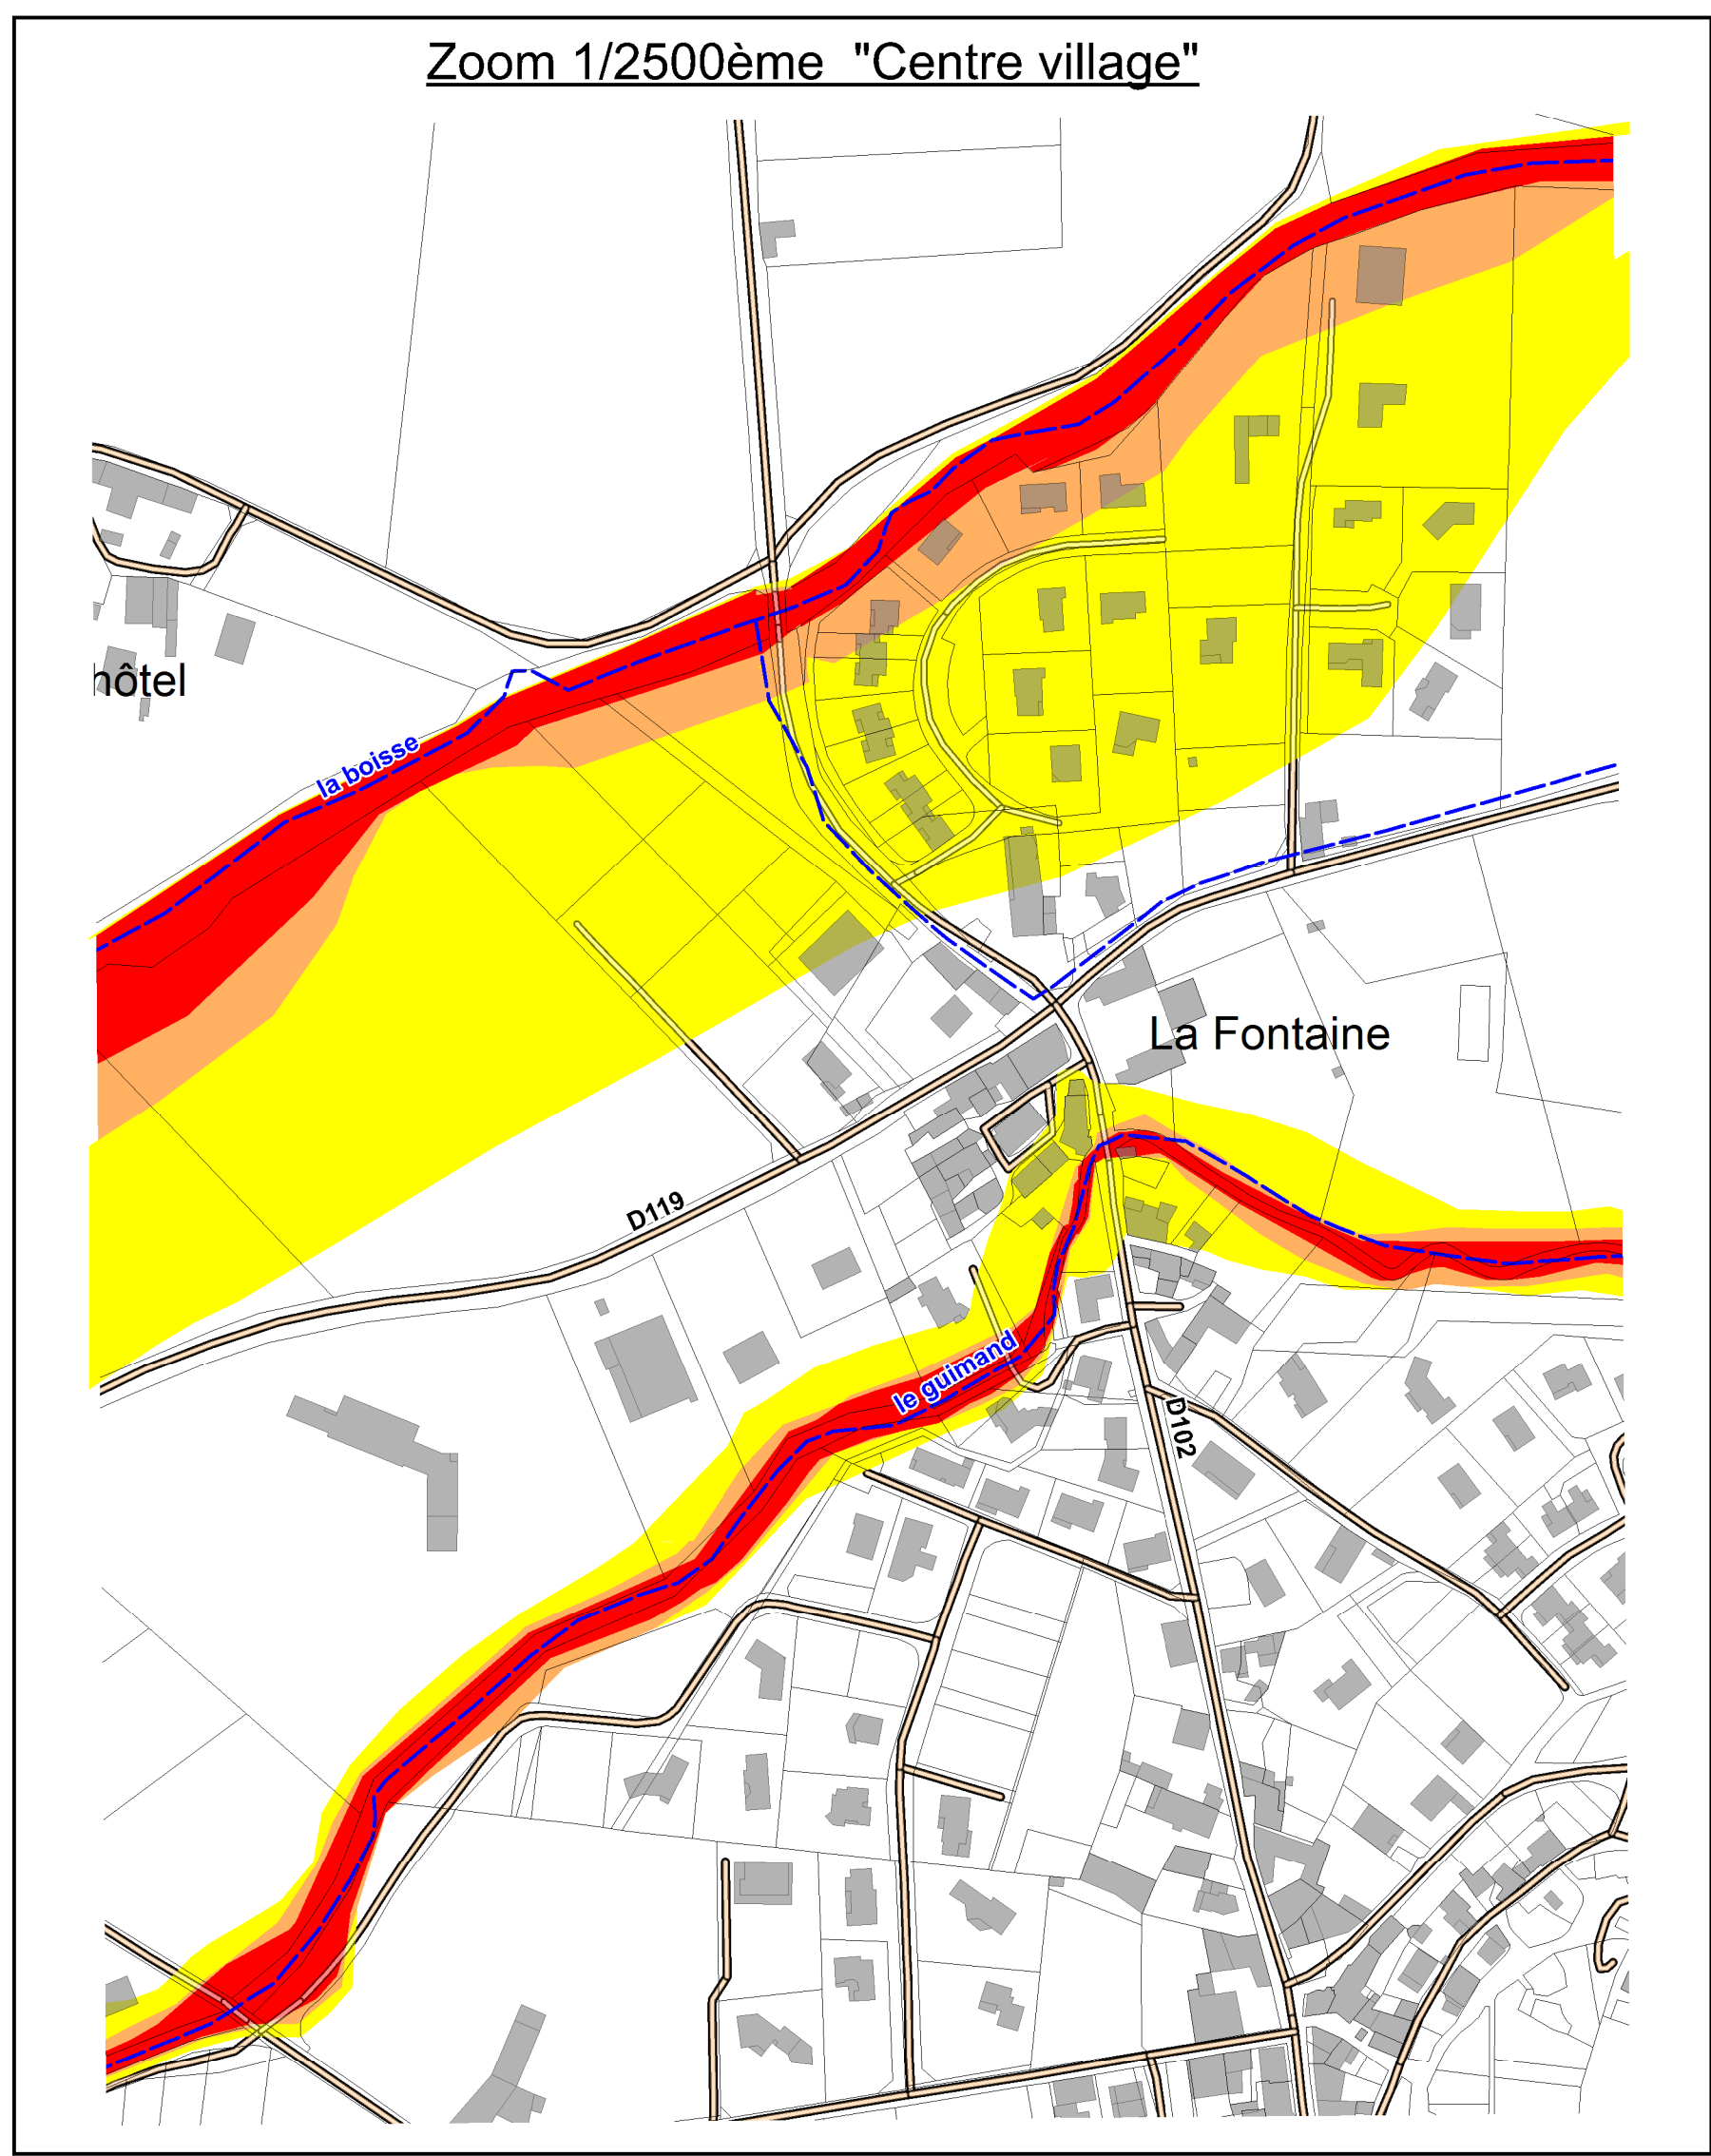 Zoom 1/2500ème "Centre village"
hôtel
la boisse
La Fontaine
D119
le guimand
D102